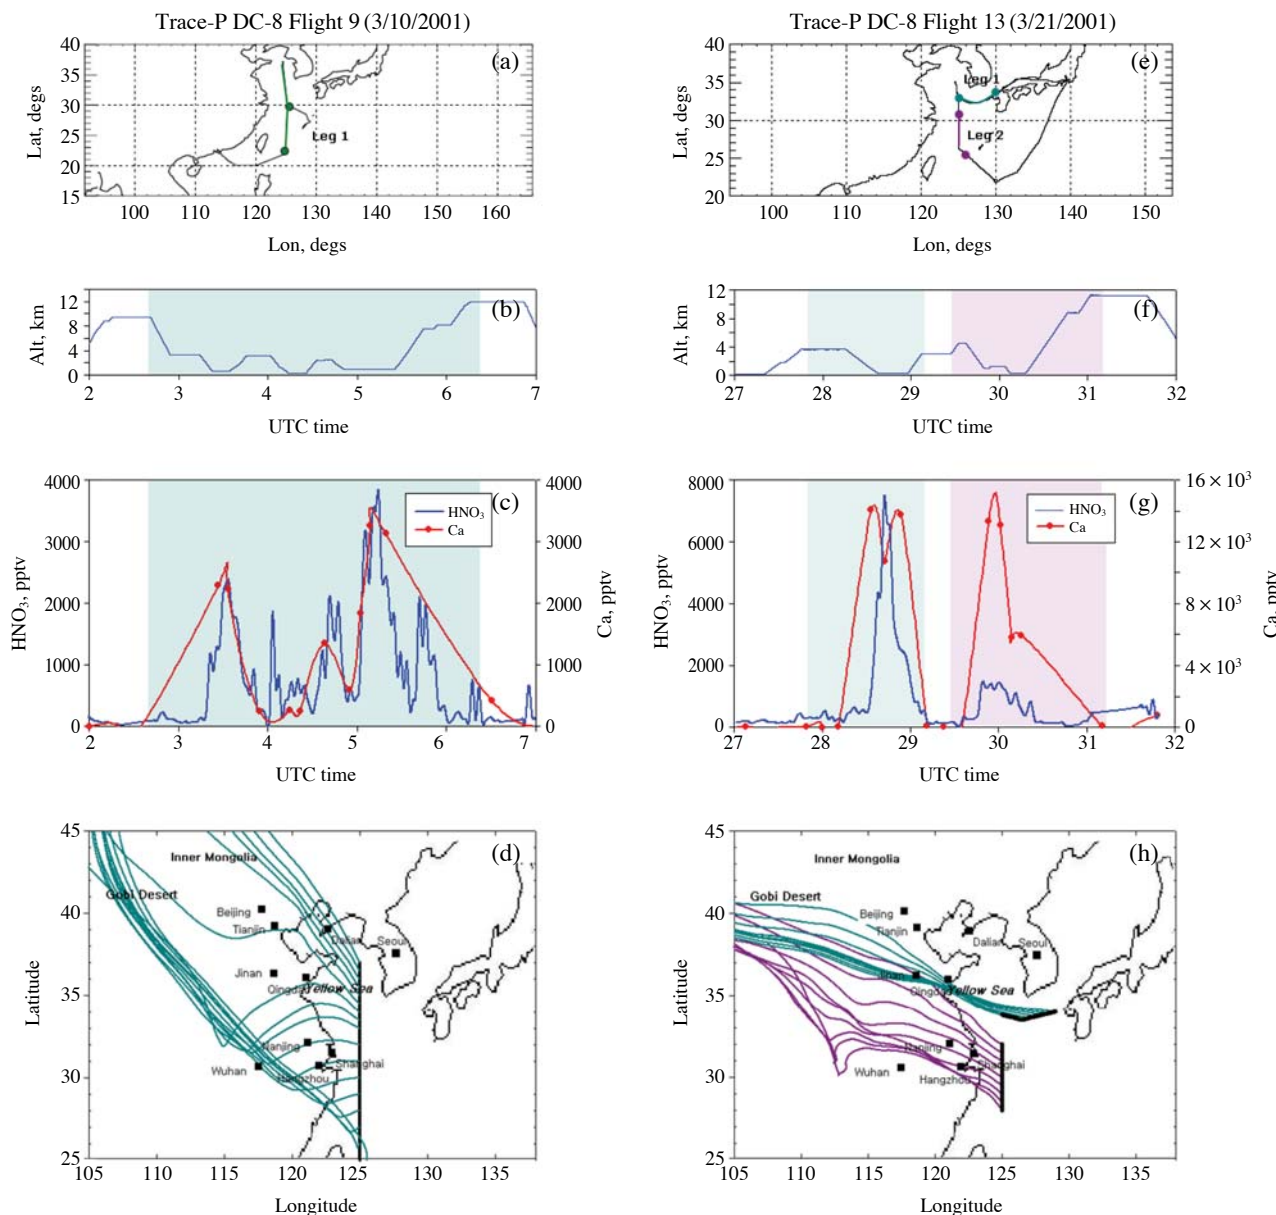 Trace-P DC-8 Flight 9 (3/10/2001)
(a)
Lat, degs
40
35
30
25
20
15
Leg 1
100 110 120 130 140 150 160
Lon, degs
(b)
Alt, km
12
8
4
0
2 3 4 5 6 7
UTC time
(c)
HNO3, pptv
4000
3000
2000
1000
0
HNO3
Ca
4000
3000
2000
1000
0
Ca, pptv
2 3 4 5 6 7
UTC time
(d)
Latitude
45
40
35
30
25
Inner Mongolia
Gobi Desert
Beijing
Tianjin
Dalian
Seoul
Jinan
Qingdao
Yellow Sea
Nanjing
Shanghai
Wuhan
Hangzhou
105 110 115 120 125 130 135
Longitude
Trace-P DC-8 Flight 13 (3/21/2001)
(e)
Lat, degs
40
35
30
25
20
Leg 1
Leg 2
100 110 120 130 140 150
Lon, degs
(f)
Alt, km
12
8
4
0
27 28 29 30 31 32
UTC time
(g)
HNO3, pptv
8000
6000
4000
2000
0
HNO3
Ca
16 × 10³
12 × 10³
8 × 10³
4 × 10³
0
Ca, pptv
27 28 29 30 31 32
UTC time
(h)
Latitude
45
40
35
30
25
Inner Mongolia
Gobi Desert
Beijing
Tianjin
Dalian
Seoul
Jinan
Qingdao
Yellow Sea
Nanjing
Shanghai
Wuhan
Hangzhou
105 110 115 120 125 130 135
Longitude